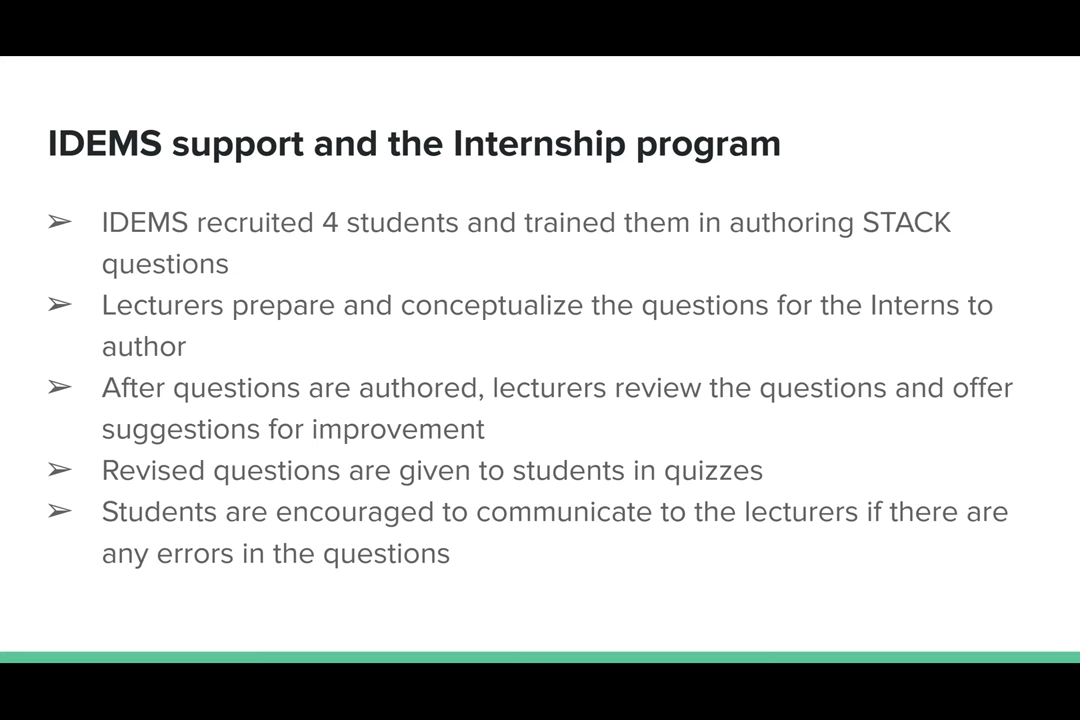 IDEMS support and the Internship program
➢ IDEMS recruited 4 students and trained them in authoring STACK
questions
➢ Lecturers prepare and conceptualize the questions for the Interns to
author
➢ After questions are authored, lecturers review the questions and offer
suggestions for improvement
➢ Revised questions are given to students in quizzes
➢ Students are encouraged to communicate to the lecturers if there are
any errors in the questions